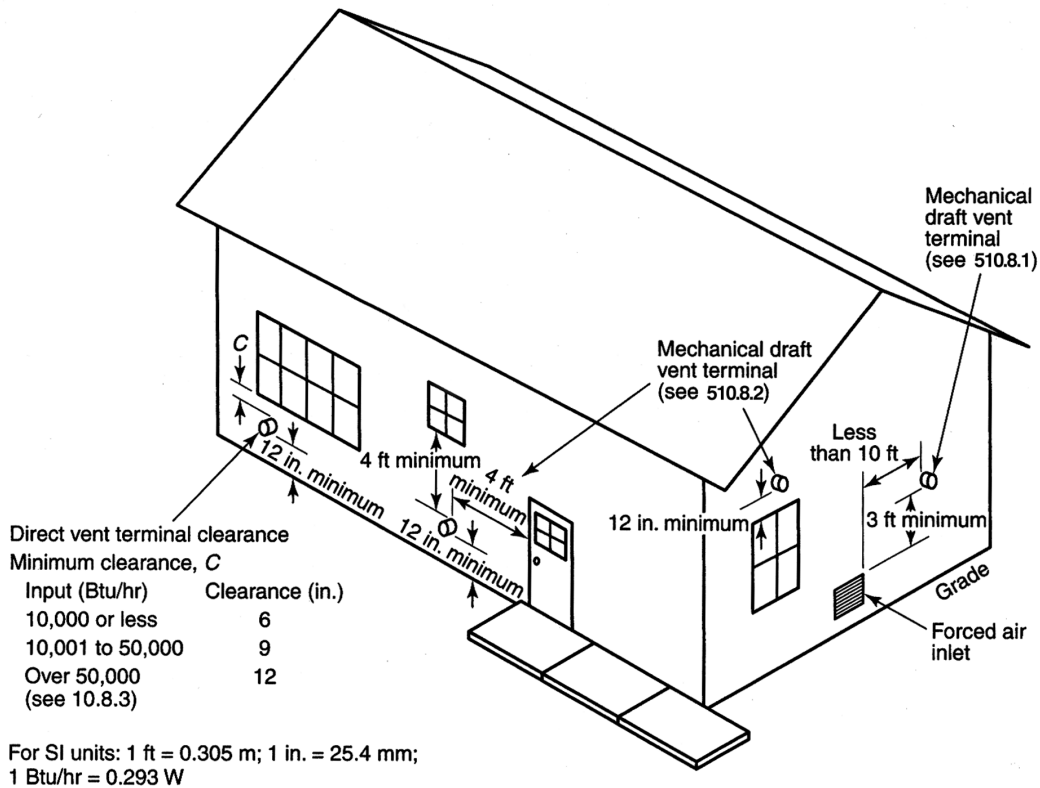 Mechanical
draft vent
terminal
(see 510.8.1)
Mechanical draft
vent terminal
(see 510.8.2)
C
Less
than 10 ft
4 ft minimum
4 ft
minimum
12 in. minimum
12 in. minimum
12 in. minimum
3 ft minimum
Direct vent terminal clearance
Minimum clearance, C
Input (Btu/hr) Clearance (in.)
10,000 or less 6
10,001 to 50,000 9
Over 50,000 12
(see 10.8.3)
Grade
Forced air
inlet
For SI units: 1 ft = 0.305 m; 1 in. = 25.4 mm;
1 Btu/hr = 0.293 W